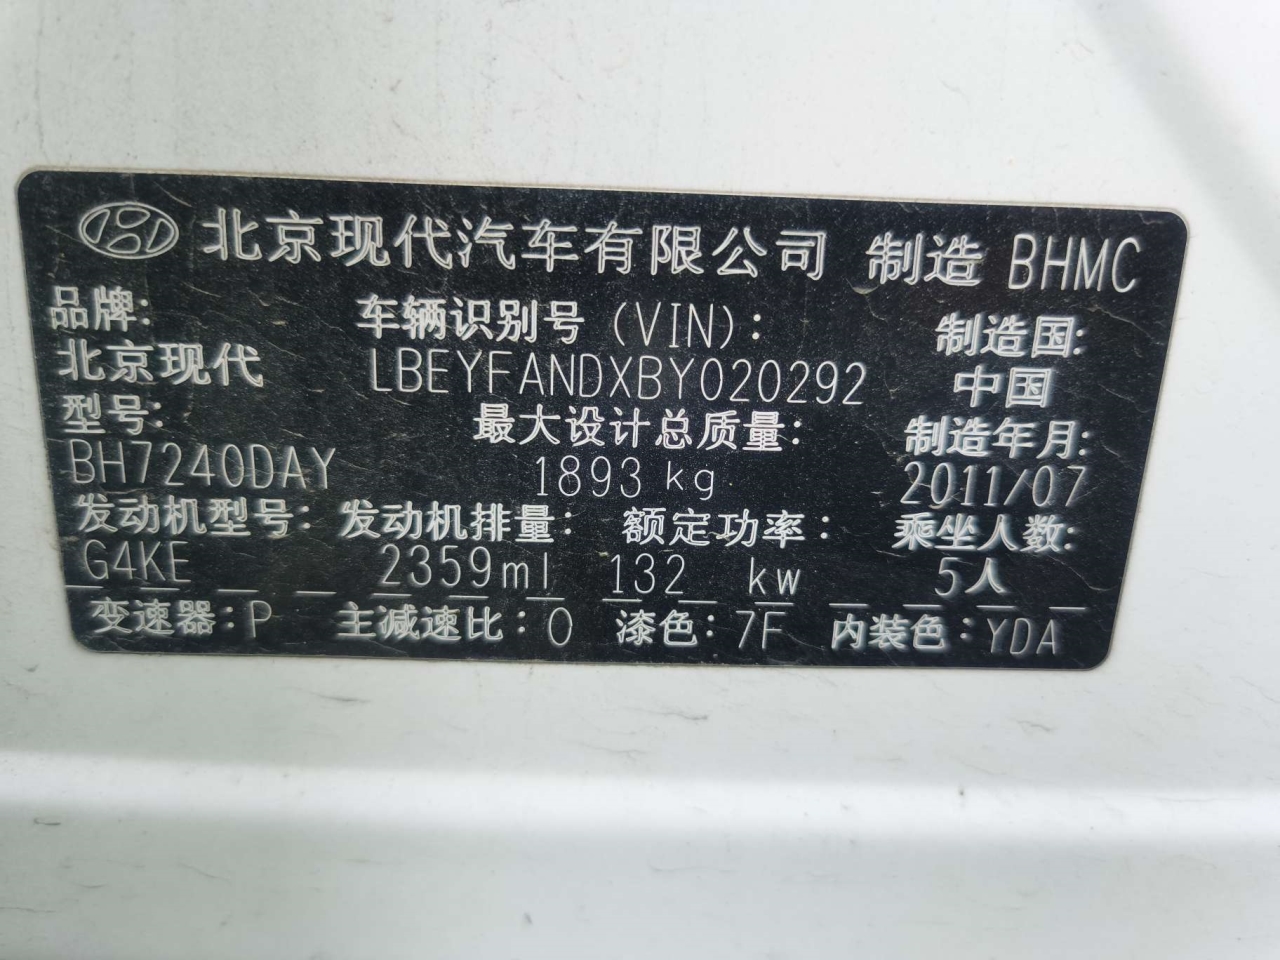 北京现代汽车有限公司 制造 BHMC
品牌: 车辆识别号 (VIN): 制造国:
北京现代 LBEYFANDXBY020292 中国
型号: 最大设计总质量: 制造年月:
BH7240DAY 1893 kg 2011/07
发动机型号: 发动机排量: 额定功率: 乘坐人数:
G4KE 2359ml 132 kw 5人
变速器: P 主减速比: 0 漆色: 7F 内装色: YDA